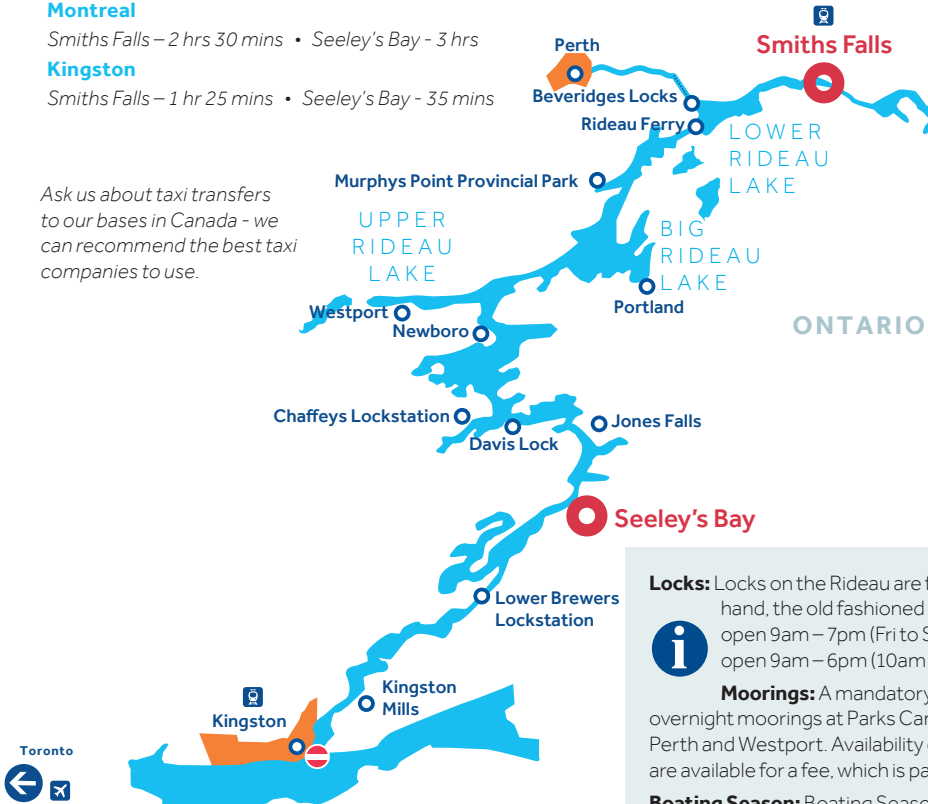 Montreal
Smiths Falls – 2 hrs 30 mins • Seeley's Bay - 3 hrs
Kingston
Smiths Falls – 1 hr 25 mins • Seeley's Bay - 35 mins
Ask us about taxi transfers
to our bases in Canada - we
can recommend the best taxi
companies to use.
Perth
Smiths Falls
Beveridges Locks
Rideau Ferry
LOWER
RIDEAU
LAKE
Murphys Point Provincial Park
UPPER
RIDEAU
LAKE
BIG
RIDEAU
LAKE
Portland
Westport
Newboro
ONTARIO
Chaffeys Lockstation
Davis Lock
Jones Falls
Seeley's Bay
Lower Brewers
Lockstation
Kingston
Mills
Kingston
Toronto
Locks: Locks on the Rideau are
hand, the old fashioned
i
open 9am – 7pm (Fri to
open 9am – 6pm (10am
Moorings: A mandatory
overnight moorings at Parks
Perth and Westport. Availability
are available for a fee, which is
Boating Season: Boating